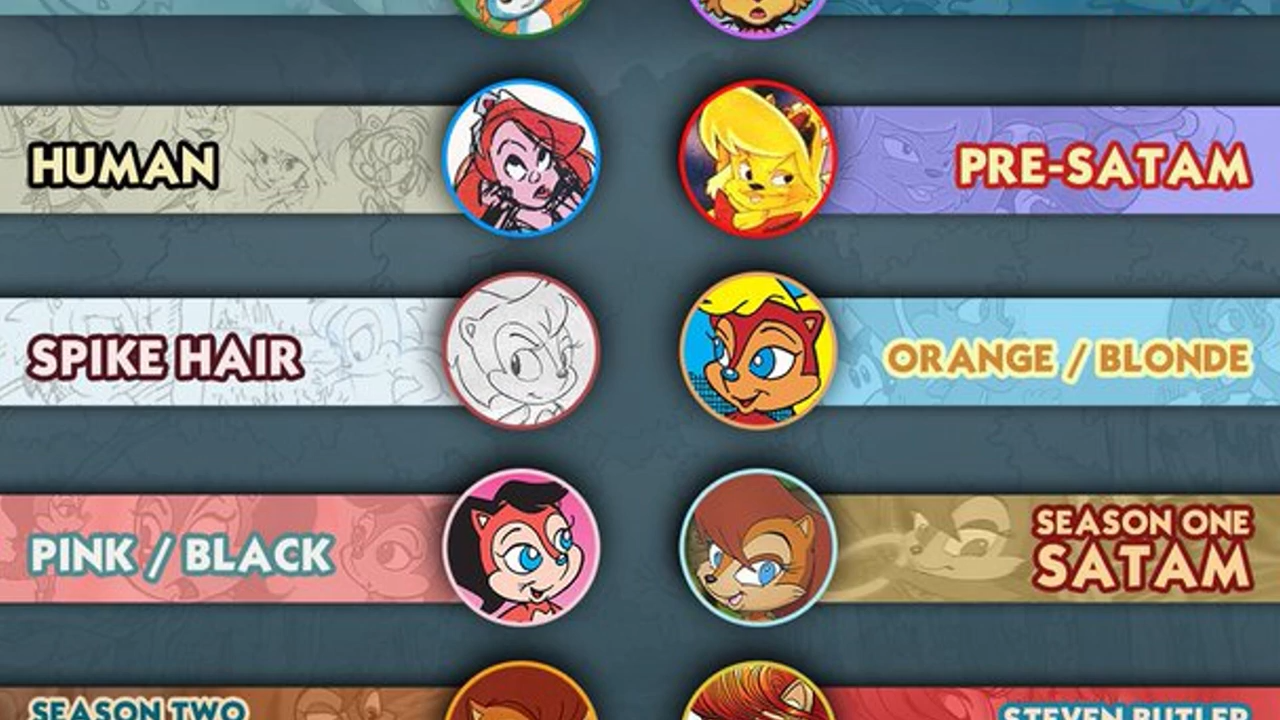 HUMAN
PRE-SATAM
SPIKE HAIR
ORANGE / BLONDE
PINK / BLACK
SEASON ONE
SATAM
SEASON TWO
STEVEN BUTLER